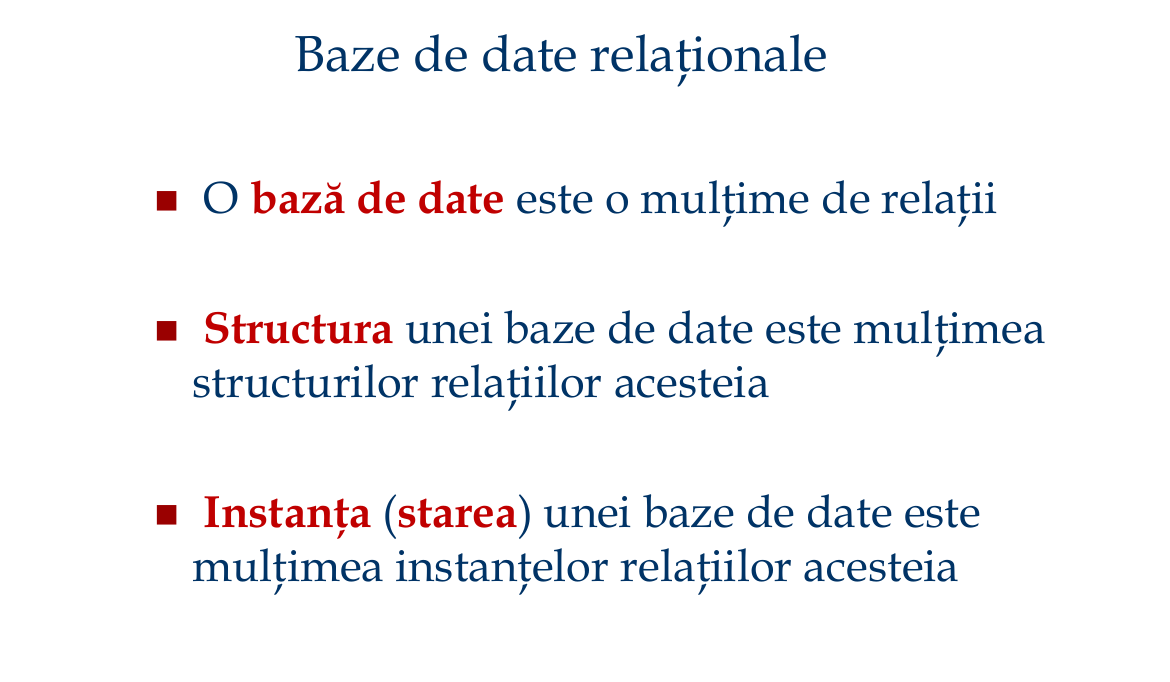 Baze de date relaționale
■ O bază de date este o mulțime de relații
■ Structura unei baze de date este mulțimea
structurilor relațiilor acesteia
■ Instanța (starea) unei baze de date este
mulțimea instanțelor relațiilor acesteia